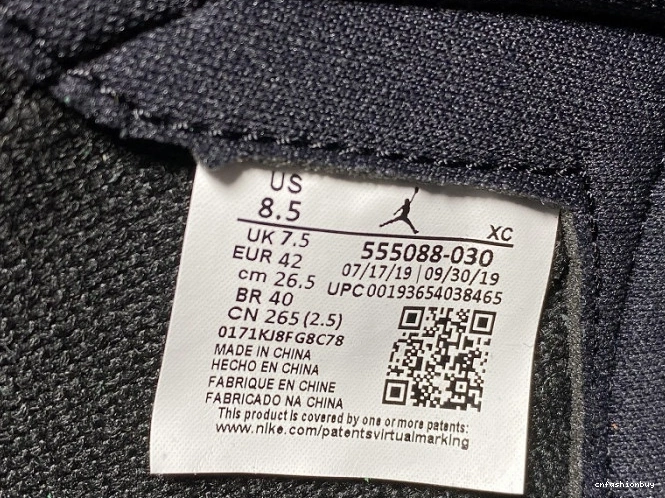 US
8.5
XC
UK 7.5
EUR 42
cm 26.5
BR 40
CN 265 (2.5)
0171KJ8FG8C78
555088-030
07/17/19 | 09/30/19
UPC00193654038465
MADE IN CHINA
HECHO EN CHINA
FABRIQUE EN CHINE
FABRICADO NA CHINA
This product is covered by one or more patents:
www.nike.com/patentsvirtualmarking
cnfashionbuy